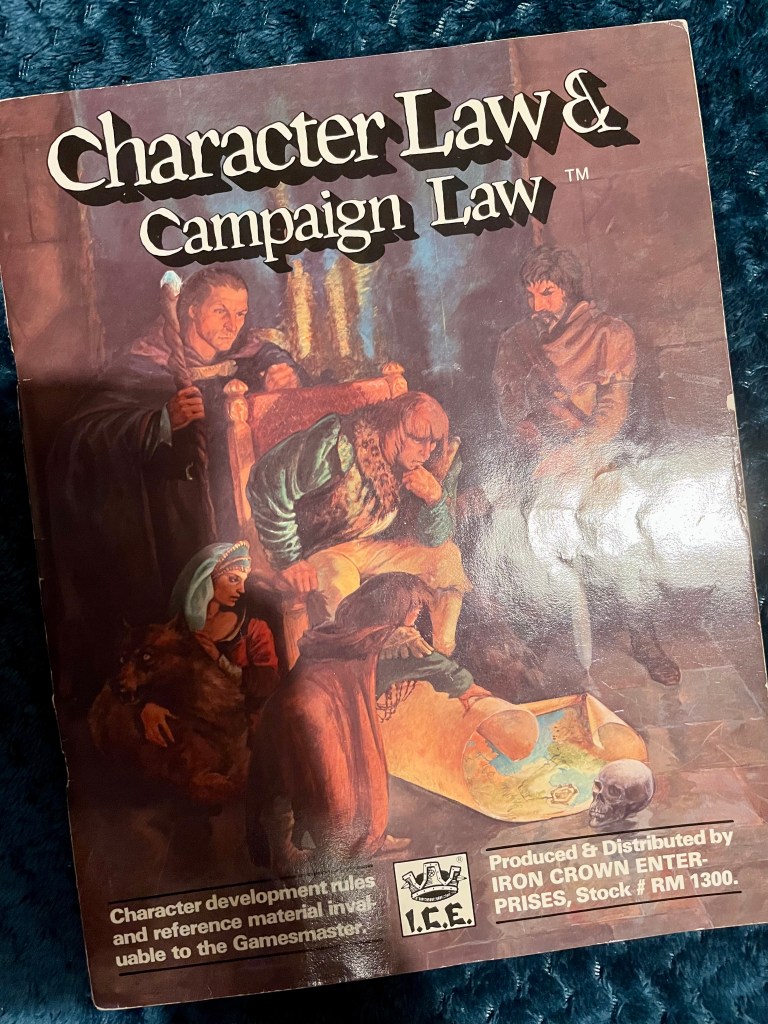 Character Law &
Campaign Law ™
Character development rules
and reference material inval-
uable to the Gamesmaster.
I.C.E.
®
Produced & Distributed by
IRON CROWN ENTER-
PRISES, Stock # RM 1300.